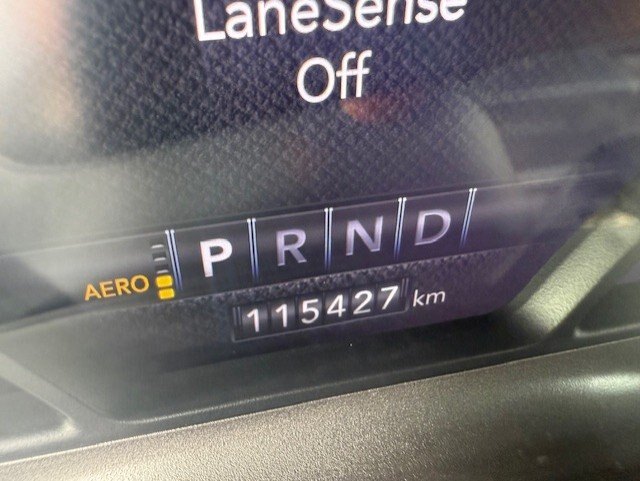 LaneSense
Off
P R N D
AERO
115427 km